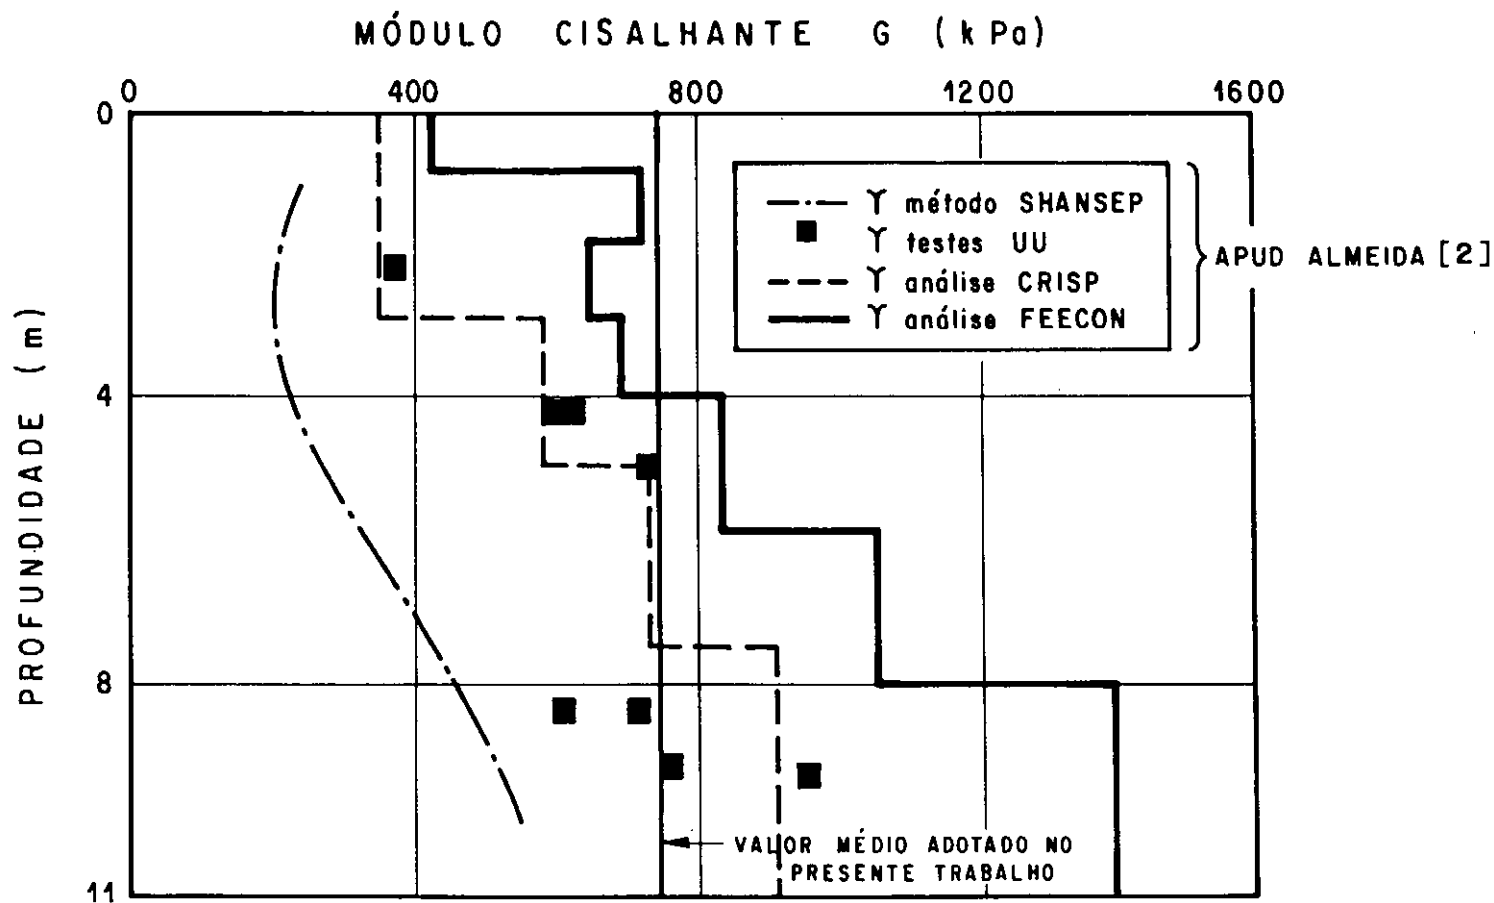 MÓDULO CISALHANTE G (kPa)
0 400 800 1200 1600
0
4
8
11
PROFUNDIDADE (m)
ϒ método SHANSEP
ϒ testes UU
ϒ análise CRISP
ϒ análise FEECON
APUD ALMEIDA [2]
VALOR MÉDIO ADOTADO NO
PRESENTE TRABALHO